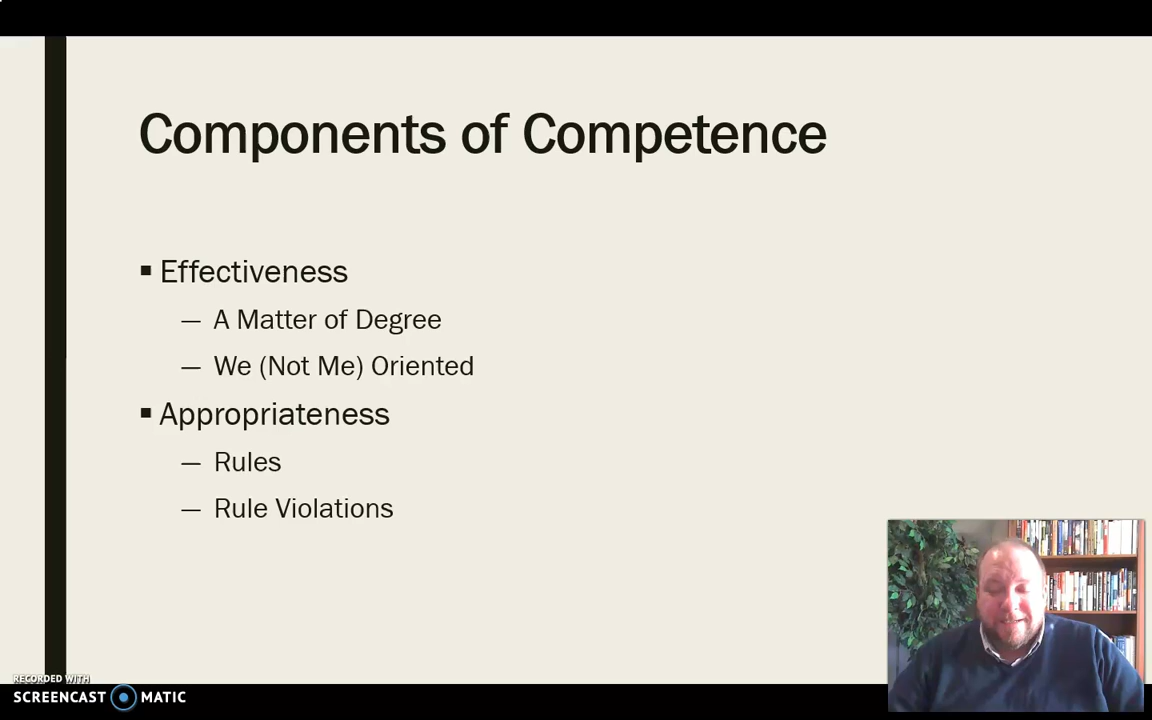 Components of Competence
▪ Effectiveness
— A Matter of Degree
— We (Not Me) Oriented
▪ Appropriateness
— Rules
— Rule Violations
RECORDED WITH
SCREENCAST MATIC